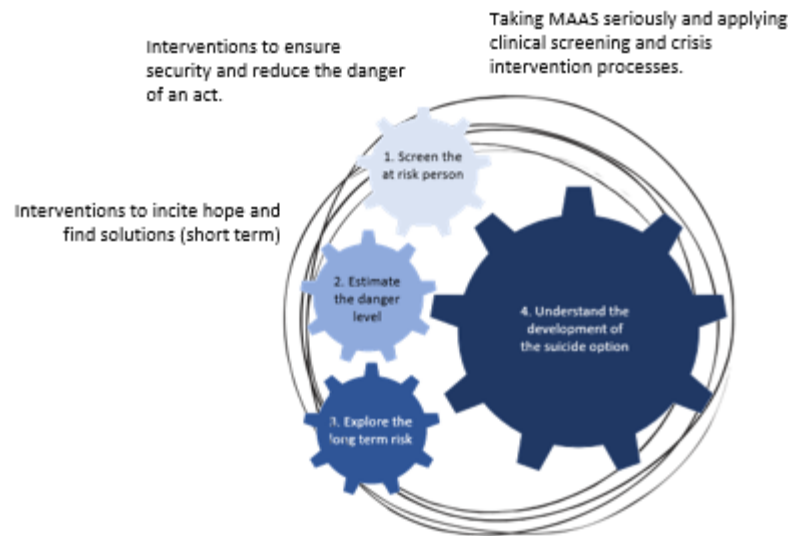 Taking MAAS seriously and applying
clinical screening and crisis
intervention processes.
Interventions to ensure
security and reduce the danger
of an act.
Interventions to incite hope and
find solutions (short term)
1. Screen the
at risk person
2. Estimate
the danger
level
3. Explore the
long term risk
4. Understand the
development of
the suicide option